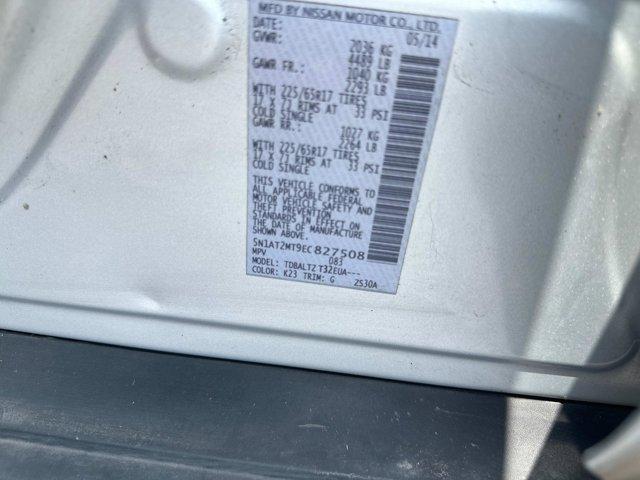 MFD BY NISSAN MOTOR CO., LTD.
DATE: 05/14
GVWR: 2036 KG
4489 LB
GAWR FR.: 1040 KG
2293 LB
WITH 225/65R17 TIRES
17 X 7J RIMS AT 33 PSI
COLD SINGLE
GAWR RR.: 1027 KG
2264 LB
WITH 225/65R17 TIRES
17 X 7J RIMS AT 33 PSI
COLD SINGLE
THIS VEHICLE CONFORMS TO
ALL APPLICABLE FEDERAL
MOTOR VEHICLE SAFETY AND
THEFT PREVENTION
STANDARDS IN EFFECT ON
THE DATE OF MANUFACTURE
SHOWN ABOVE.
5N1AT2MT9EC827508
MPV 083
MODEL: TDBALTZ T32EUA---
COLOR: K23 TRIM: G 2S30A